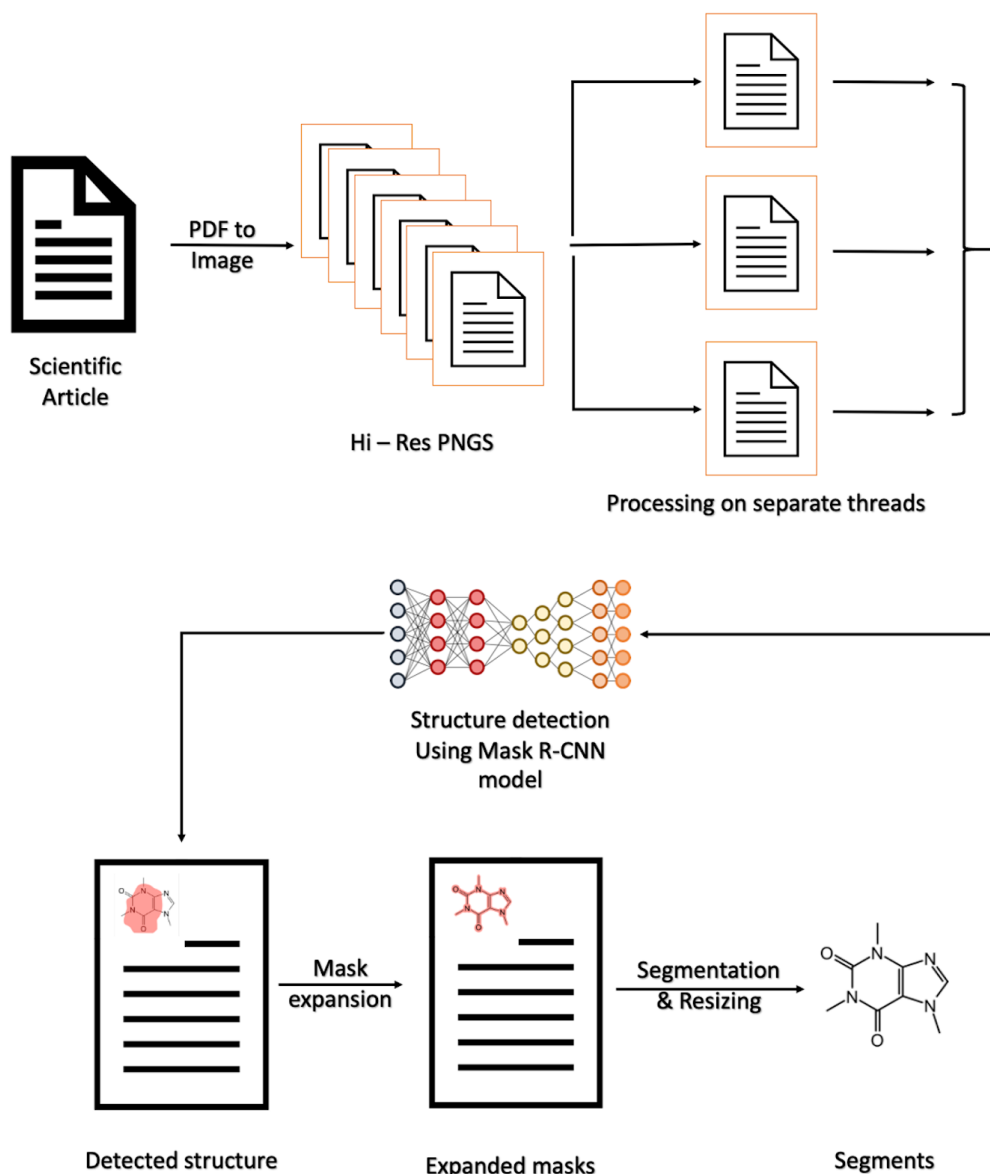 PDF to
Image
Scientific
Article
Hi – Res PNGS
Processing on separate threads
Structure detection
Using Mask R-CNN
model
O
N
N
N
N
O
Mask
expansion
O
N
N
N
N
O
Segmentation
& Resizing
O
N
N
N
N
O
Detected structure
Expanded masks
Segments